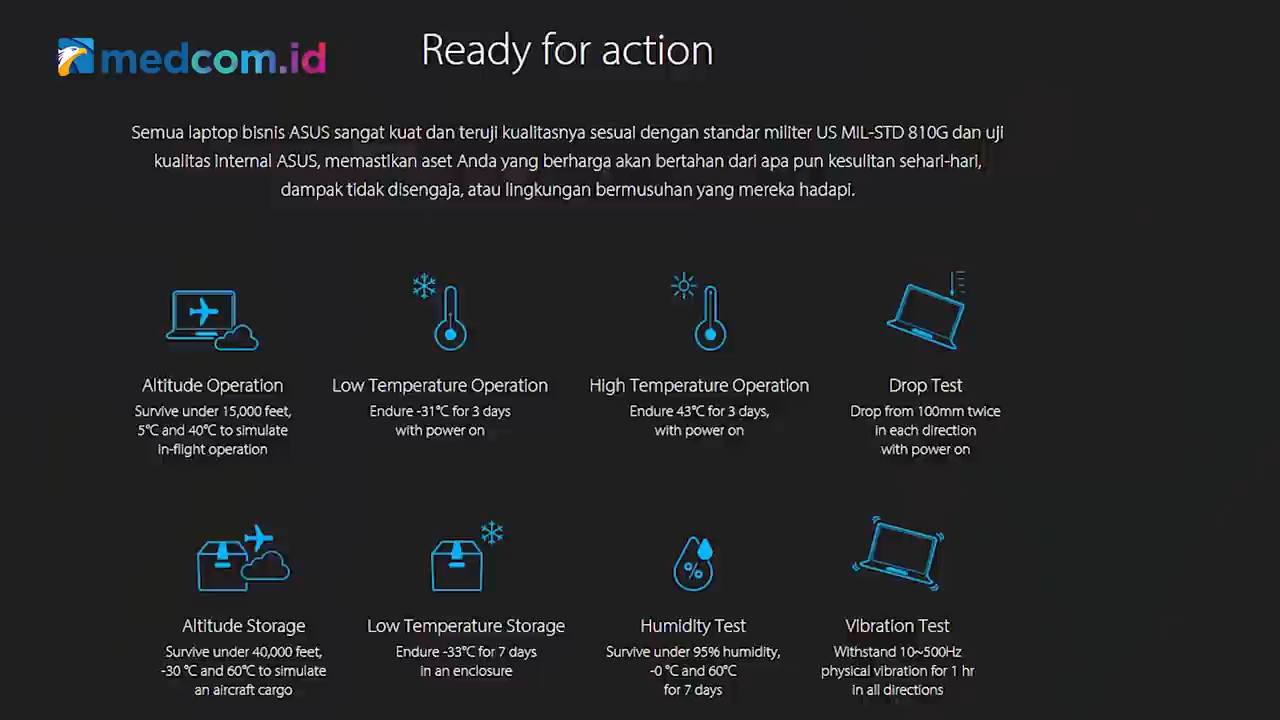 medcom.id
Ready for action
Semua laptop bisnis ASUS sangat kuat dan teruji kualitasnya sesuai dengan standar militer US MIL-STD 810G dan uji
kualitas internal ASUS, memastikan aset Anda yang berharga akan bertahan dari apa pun kesulitan sehari-hari,
dampak tidak disengaja, atau lingkungan bermusuhan yang mereka hadapi.
Altitude Operation
Survive under 15,000 feet,
5°C and 40°C to simulate
in-flight operation
Low Temperature Operation
Endure -31°C for 3 days
with power on
High Temperature Operation
Endure 43°C for 3 days,
with power on
Drop Test
Drop from 100mm twice
in each direction
with power on
Altitude Storage
Survive under 40,000 feet,
-30 °C and 60°C to simulate
an aircraft cargo
Low Temperature Storage
Endure -33°C for 7 days
in an enclosure
%
Humidity Test
Survive under 95% humidity,
-0 °C and 60°C
for 7 days
Vibration Test
Withstand 10~500Hz
physical vibration for 1 hr
in all directions